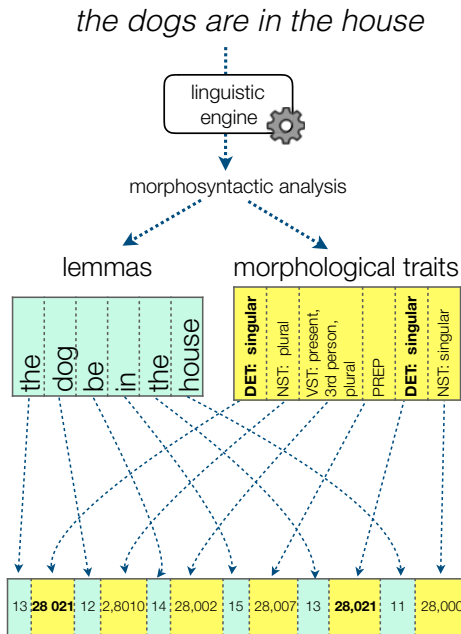 the dogs are in the house
linguistic
engine
morphosyntactic analysis
lemmas
morphological traits
the
dog
be
in
the
house
DET: singular
NST: plural
VST: present,
3rd person,
plural
PREP
DET: singular
NST: singular
13 28 021 12 2,8010 14 28,002 15 28,007 13 28,021 11 28,000